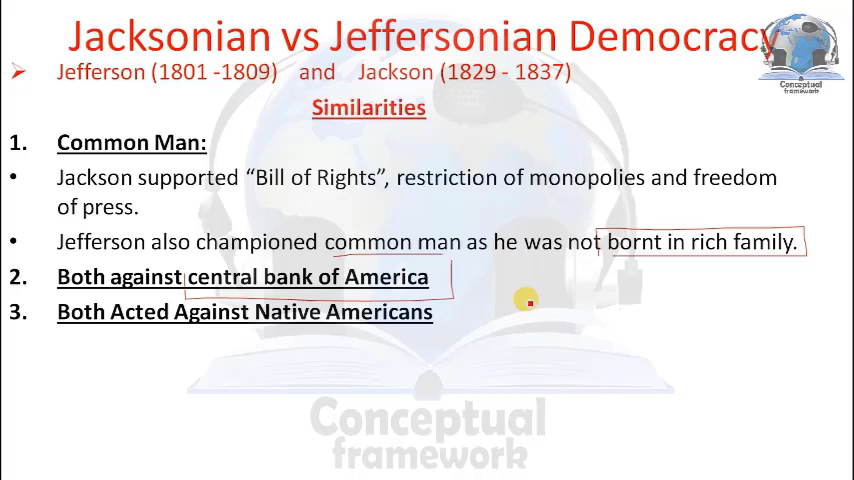 Jacksonian vs Jeffersonian Democracy
Conceptual
framework
➢ Jefferson (1801 -1809) and Jackson (1829 - 1837)
Similarities
1. Common Man:
• Jackson supported “Bill of Rights”, restriction of monopolies and freedom
of press.
• Jefferson also championed common man as he was not bornt in rich family.
2. Both against central bank of America
3. Both Acted Against Native Americans
Conceptual
framework